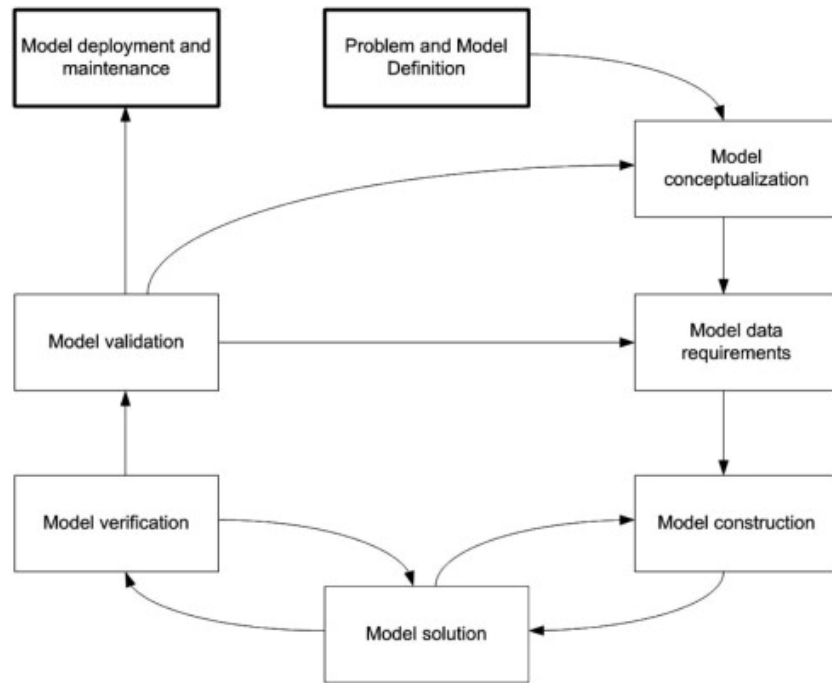 Model deployment and
maintenance
Problem and Model
Definition
Model
conceptualization
Model validation
Model data
requirements
Model verification
Model construction
Model solution